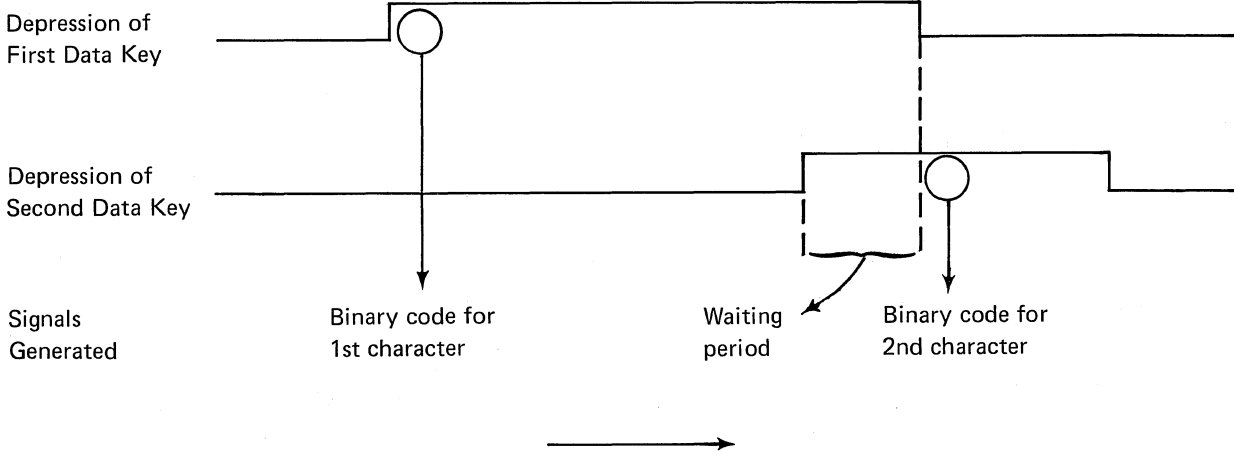 Depression of
First Data Key
Depression of
Second Data Key
Signals
Generated
Binary code for
1st character
Waiting
period
Binary code for
2nd character